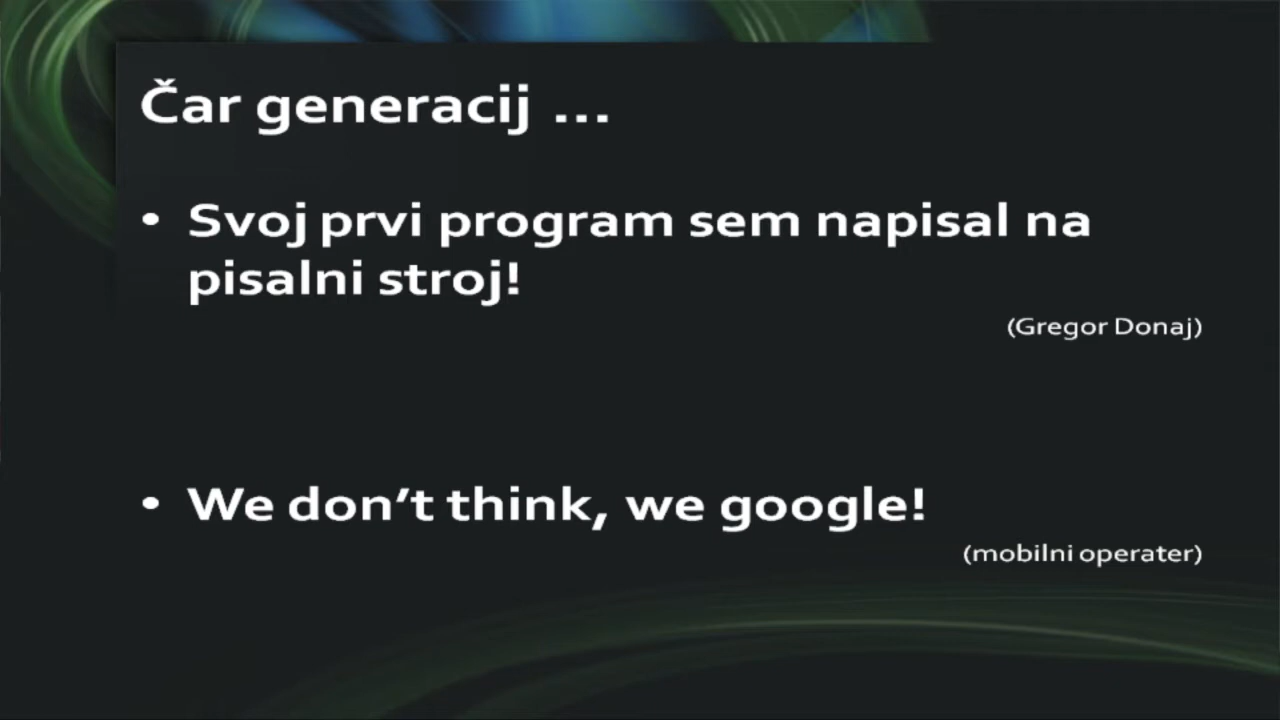 Čar generacij ...
• Svoj prvi program sem napisal na
pisalni stroj!
(Gregor Donaj)
• We don’t think, we google!
(mobilni operater)